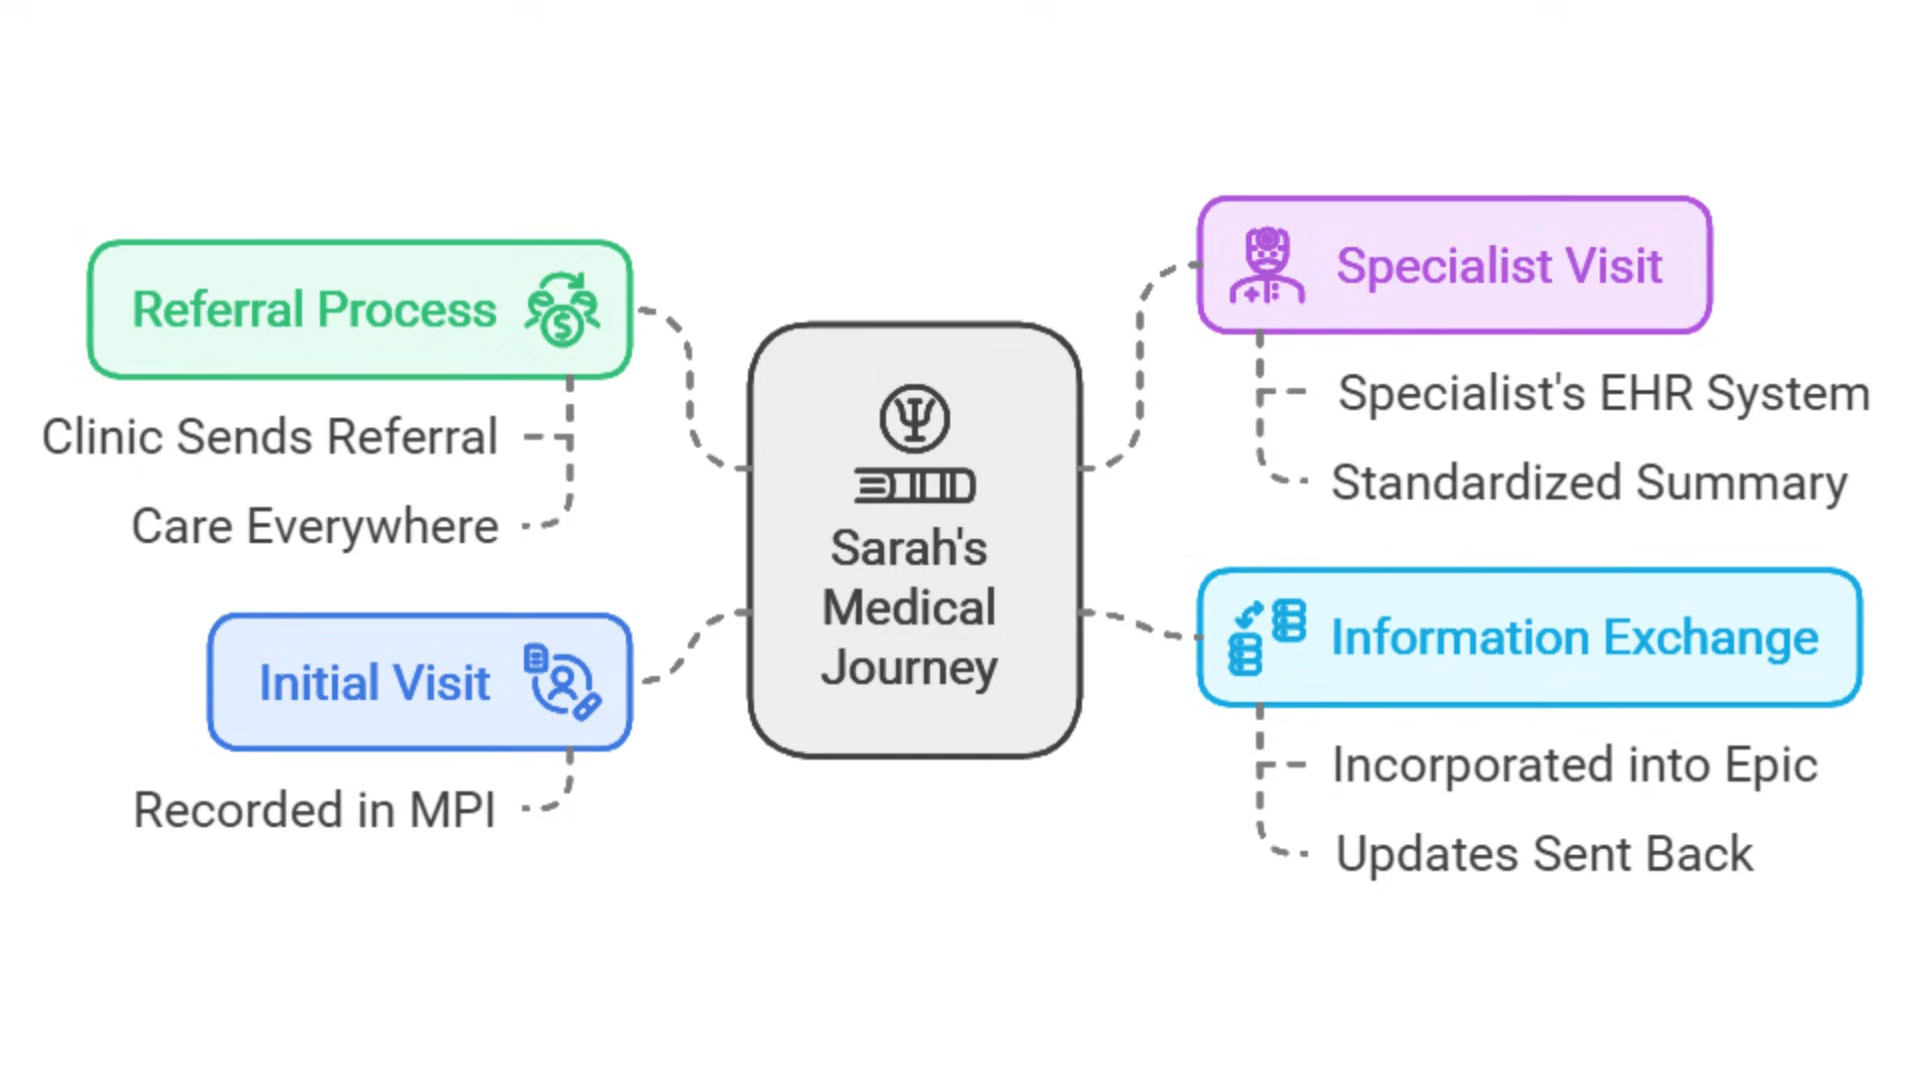 Referral Process
Clinic Sends Referral
Care Everywhere
Initial Visit
Recorded in MPI
Sarah's
Medical
Journey
Specialist Visit
Specialist's EHR System
Standardized Summary
Information Exchange
Incorporated into Epic
Updates Sent Back